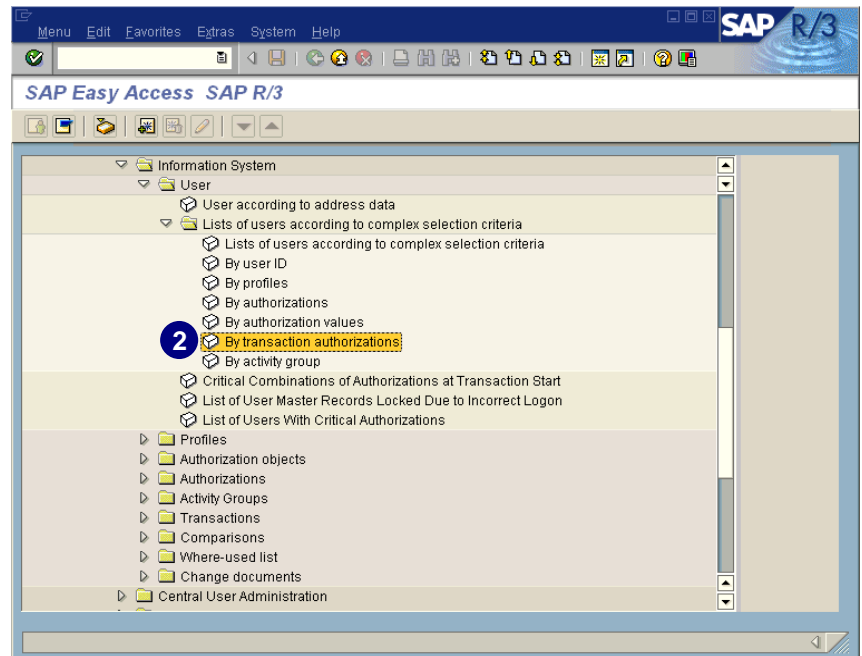 Menu Edit Favorites Extras System Help
SAP R/3
SAP Easy Access SAP R/3
Information System
User
User according to address data
Lists of users according to complex selection criteria
Lists of users according to complex selection criteria
By user ID
By profiles
By authorizations
By authorization values
2 By transaction authorizations
By activity group
Critical Combinations of Authorizations at Transaction Start
List of User Master Records Locked Due to Incorrect Logon
List of Users With Critical Authorizations
Profiles
Authorization objects
Authorizations
Activity Groups
Transactions
Comparisons
Where-used list
Change documents
Central User Administration